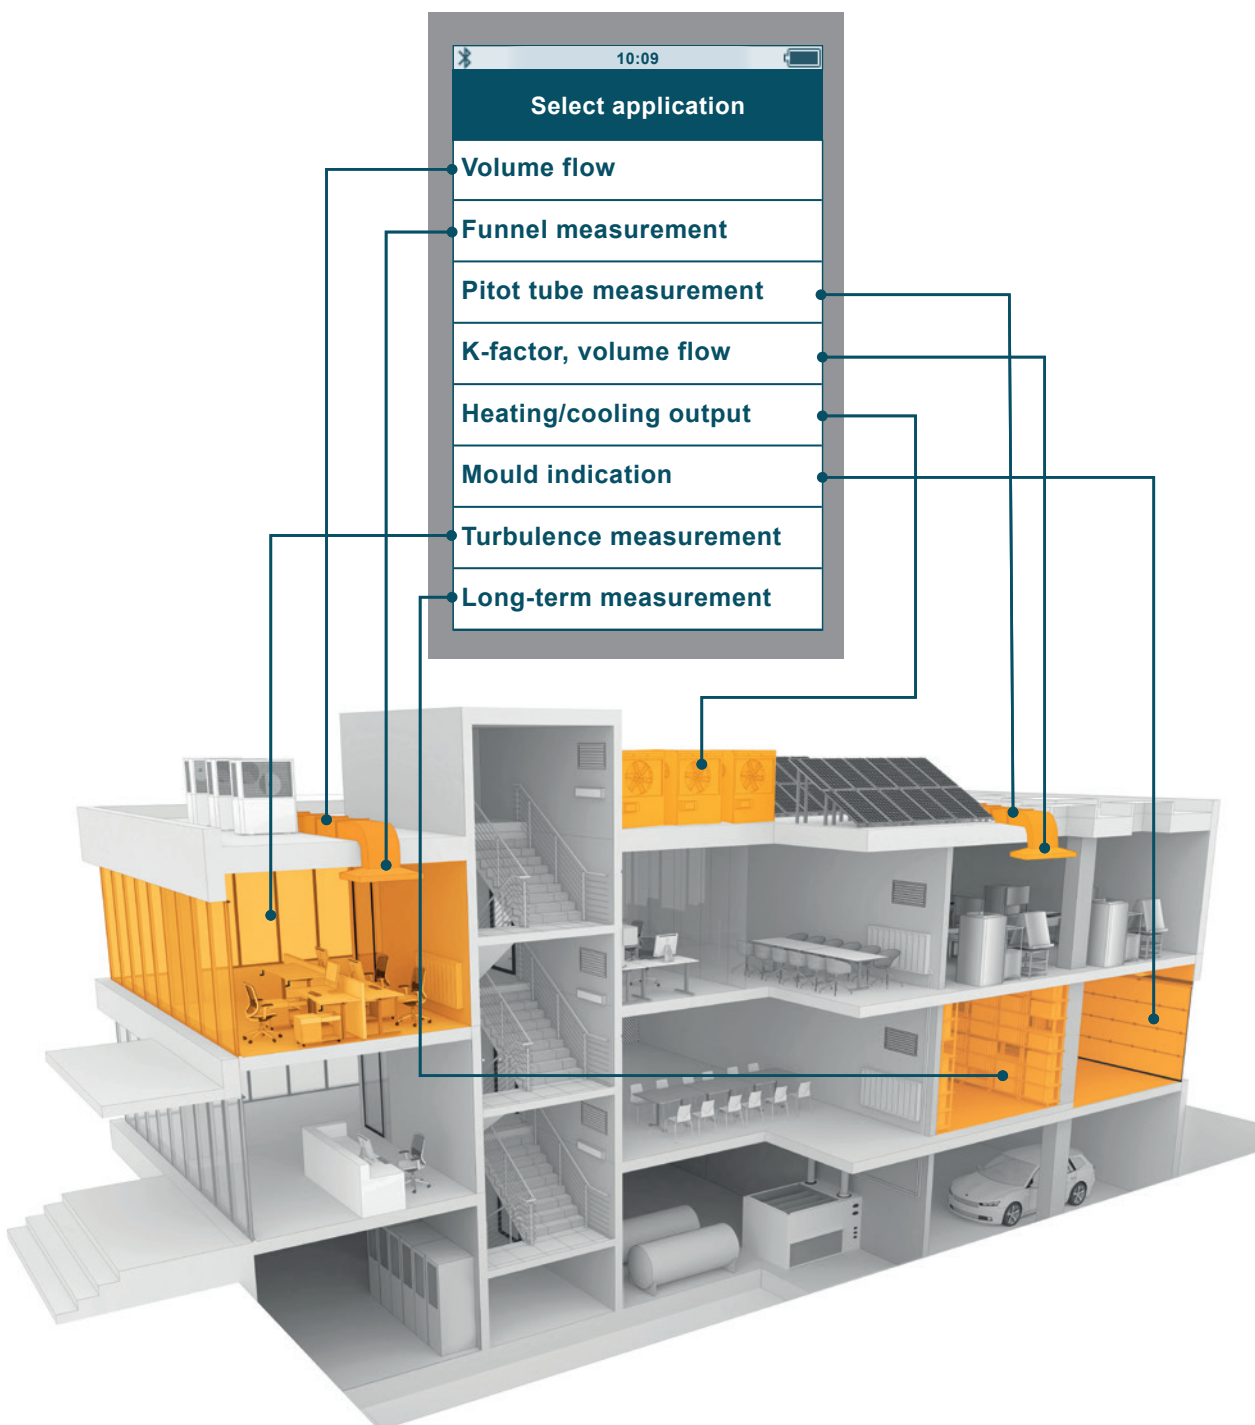 10:09
Select application
Volume flow
Funnel measurement
Pitot tube measurement
K-factor, volume flow
Heating/cooling output
Mould indication
Turbulence measurement
Long-term measurement